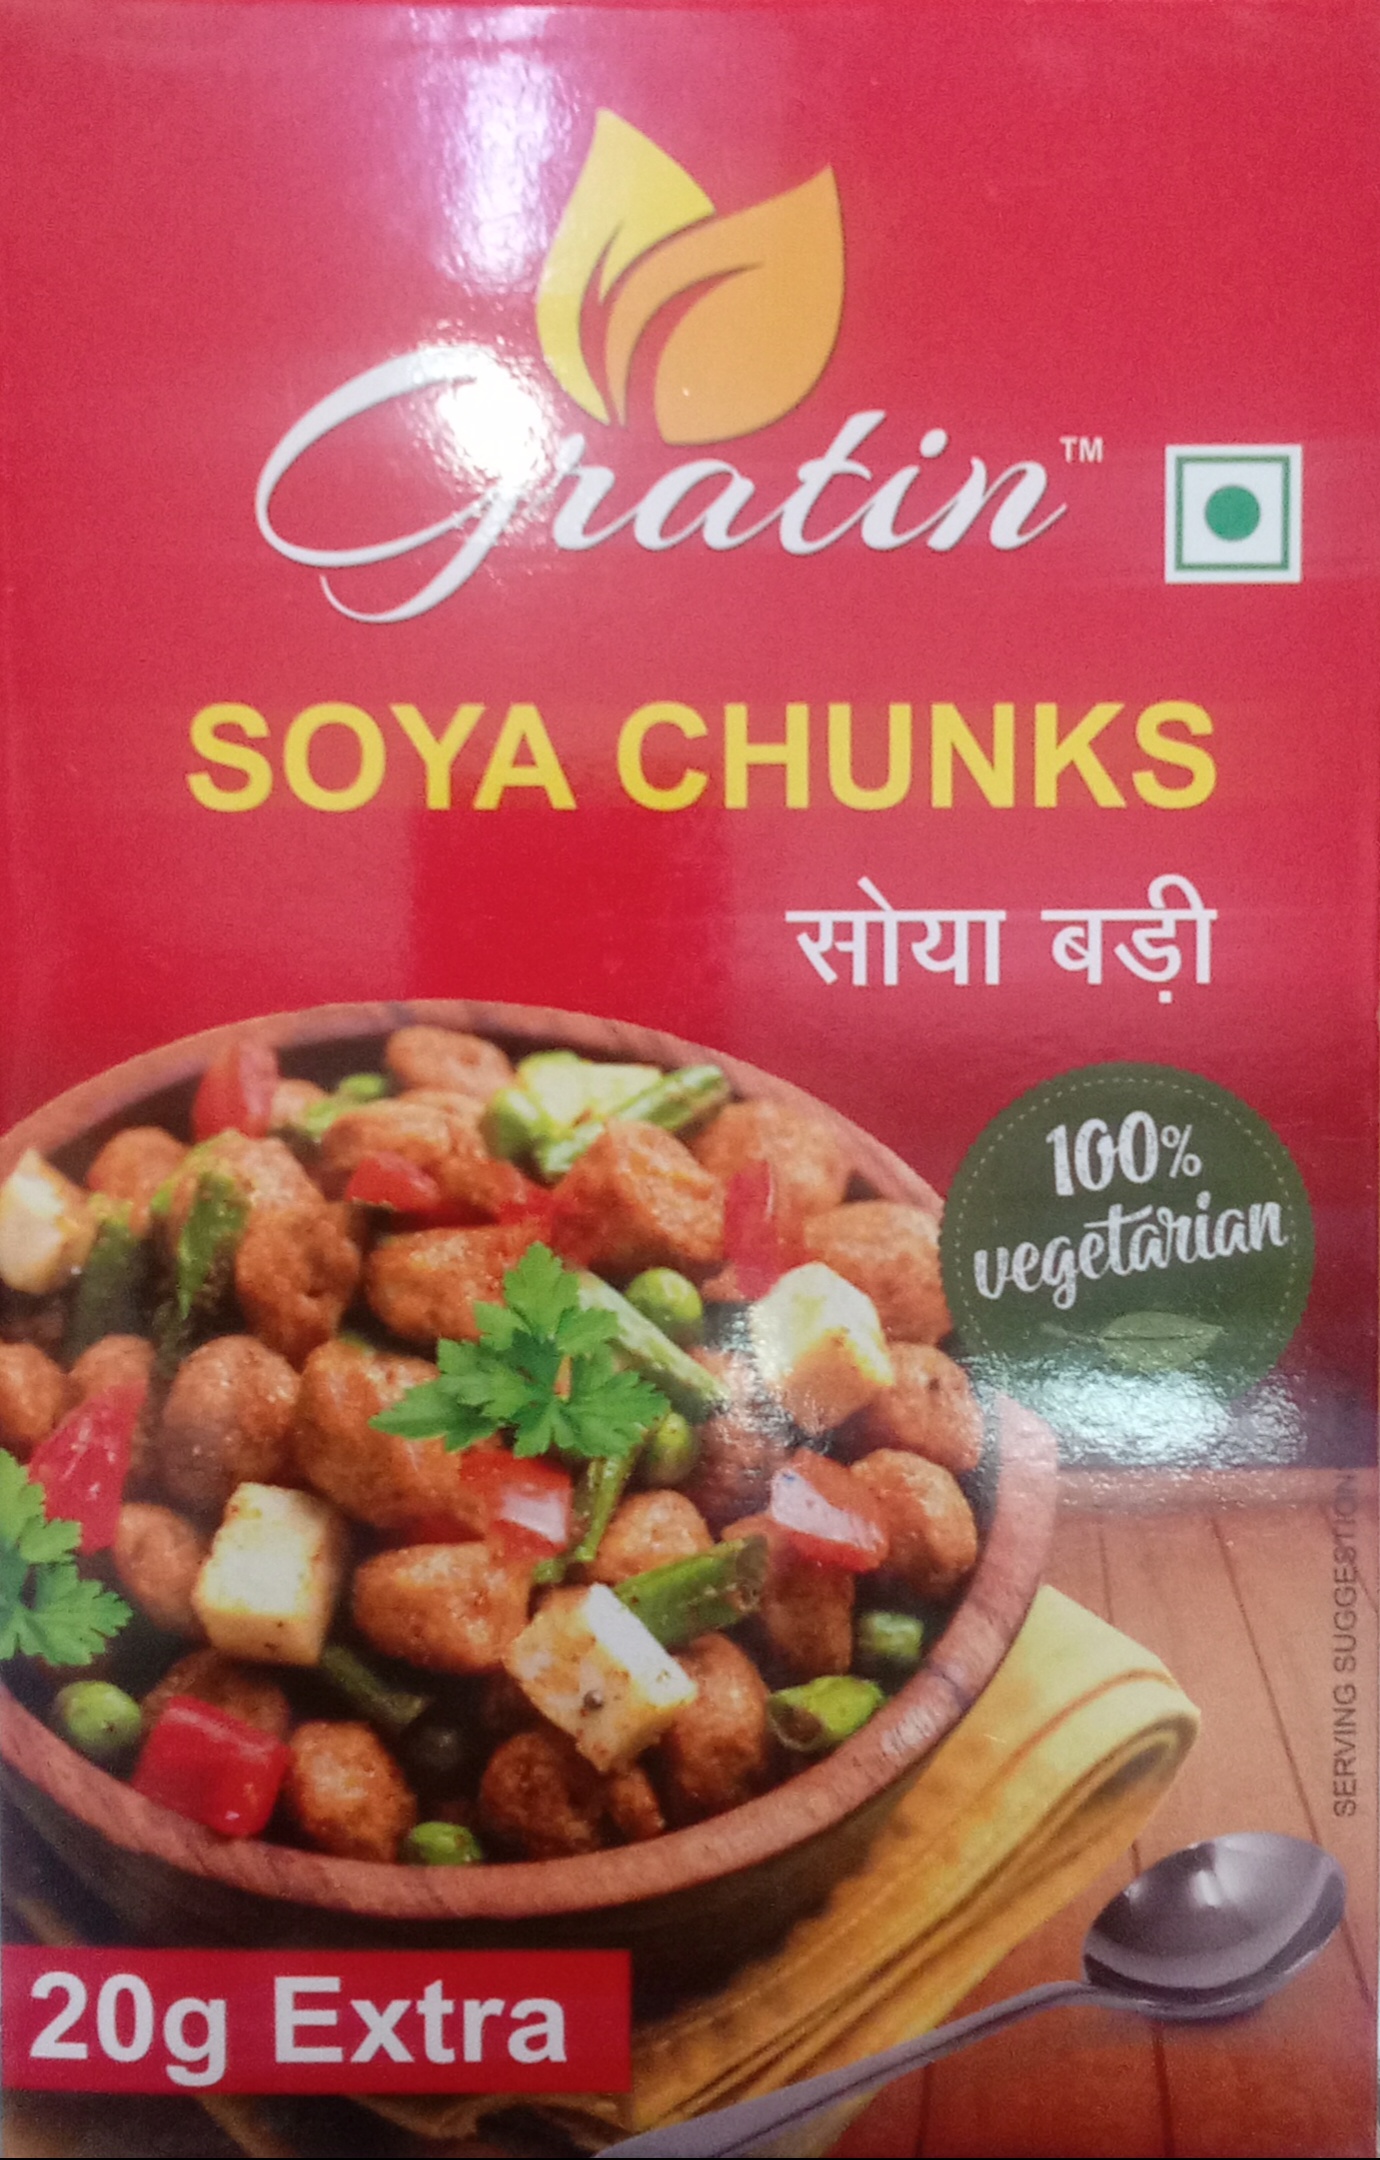 Gratin™
SOYA CHUNKS
सोया बड़ी
100%
vegetarian
SERVING SUGGESTION
20g Extra